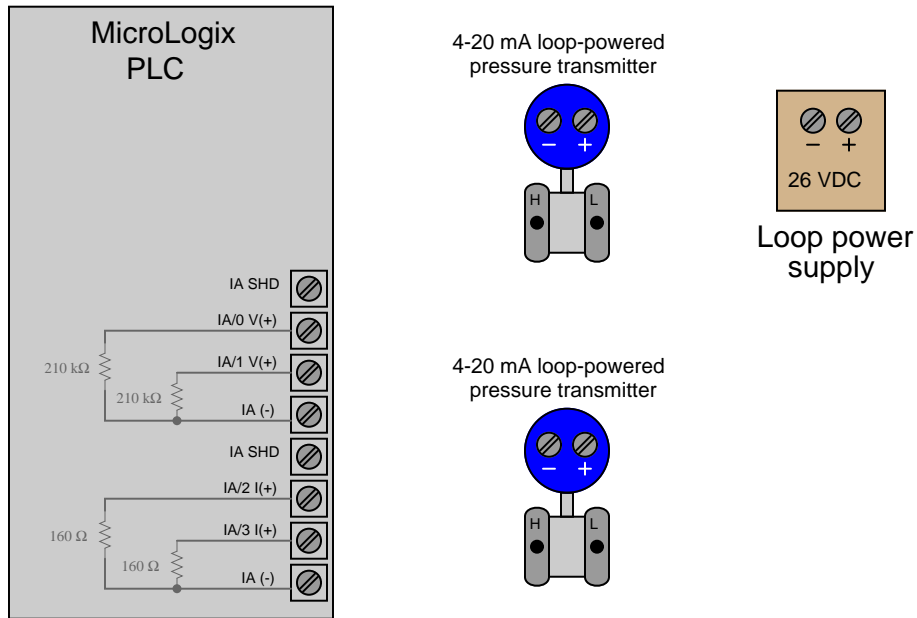 MicroLogix
PLC
IA SHD
IA/0 V(+)
210 kΩ
IA/1 V(+)
210 kΩ
IA (-)
IA SHD
IA/2 I(+)
160 Ω
IA/3 I(+)
160 Ω
IA (-)
4-20 mA loop-powered
pressure transmitter
− +
H L
4-20 mA loop-powered
pressure transmitter
− +
H L
− +
26 VDC
Loop power
supply